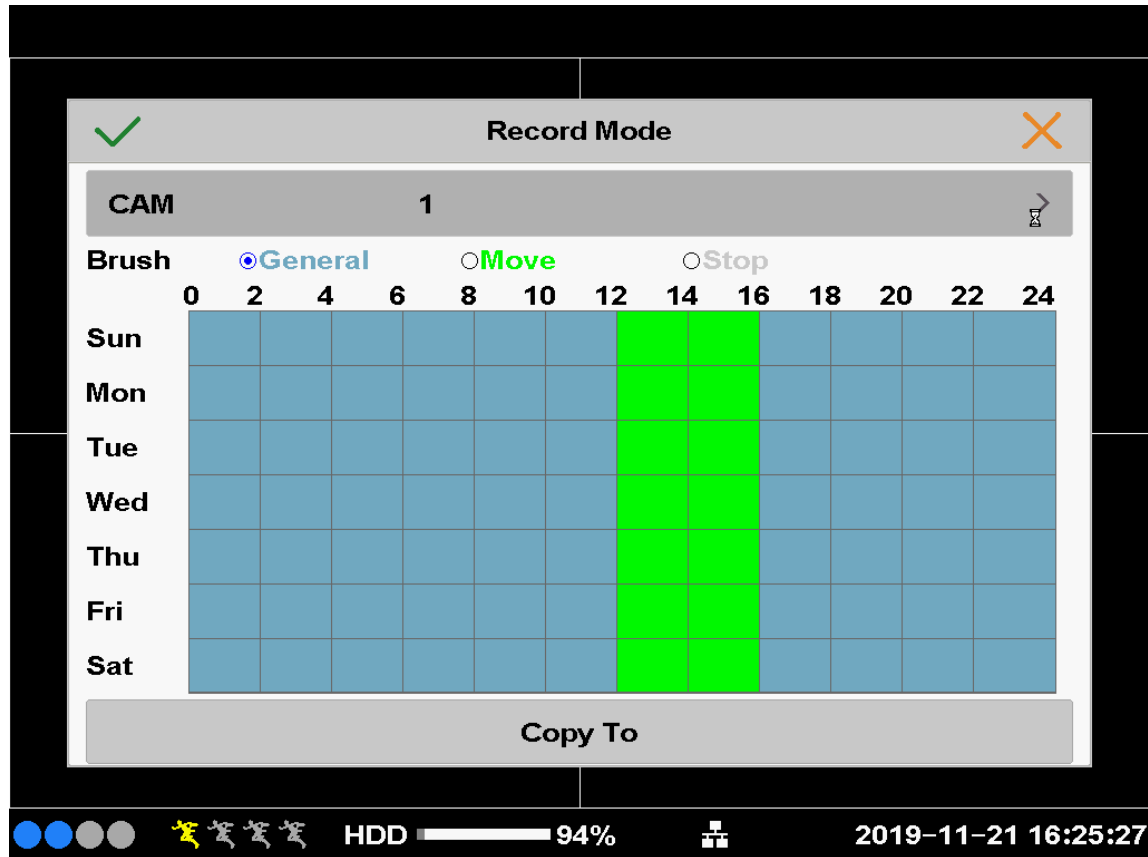 Record Mode
CAM 1
Brush General Move Stop
0 2 4 6 8 10 12 14 16 18 20 22 24
Sun
Mon
Tue
Wed
Thu
Fri
Sat
Copy To
HDD 94% 2019-11-21 16:25:27